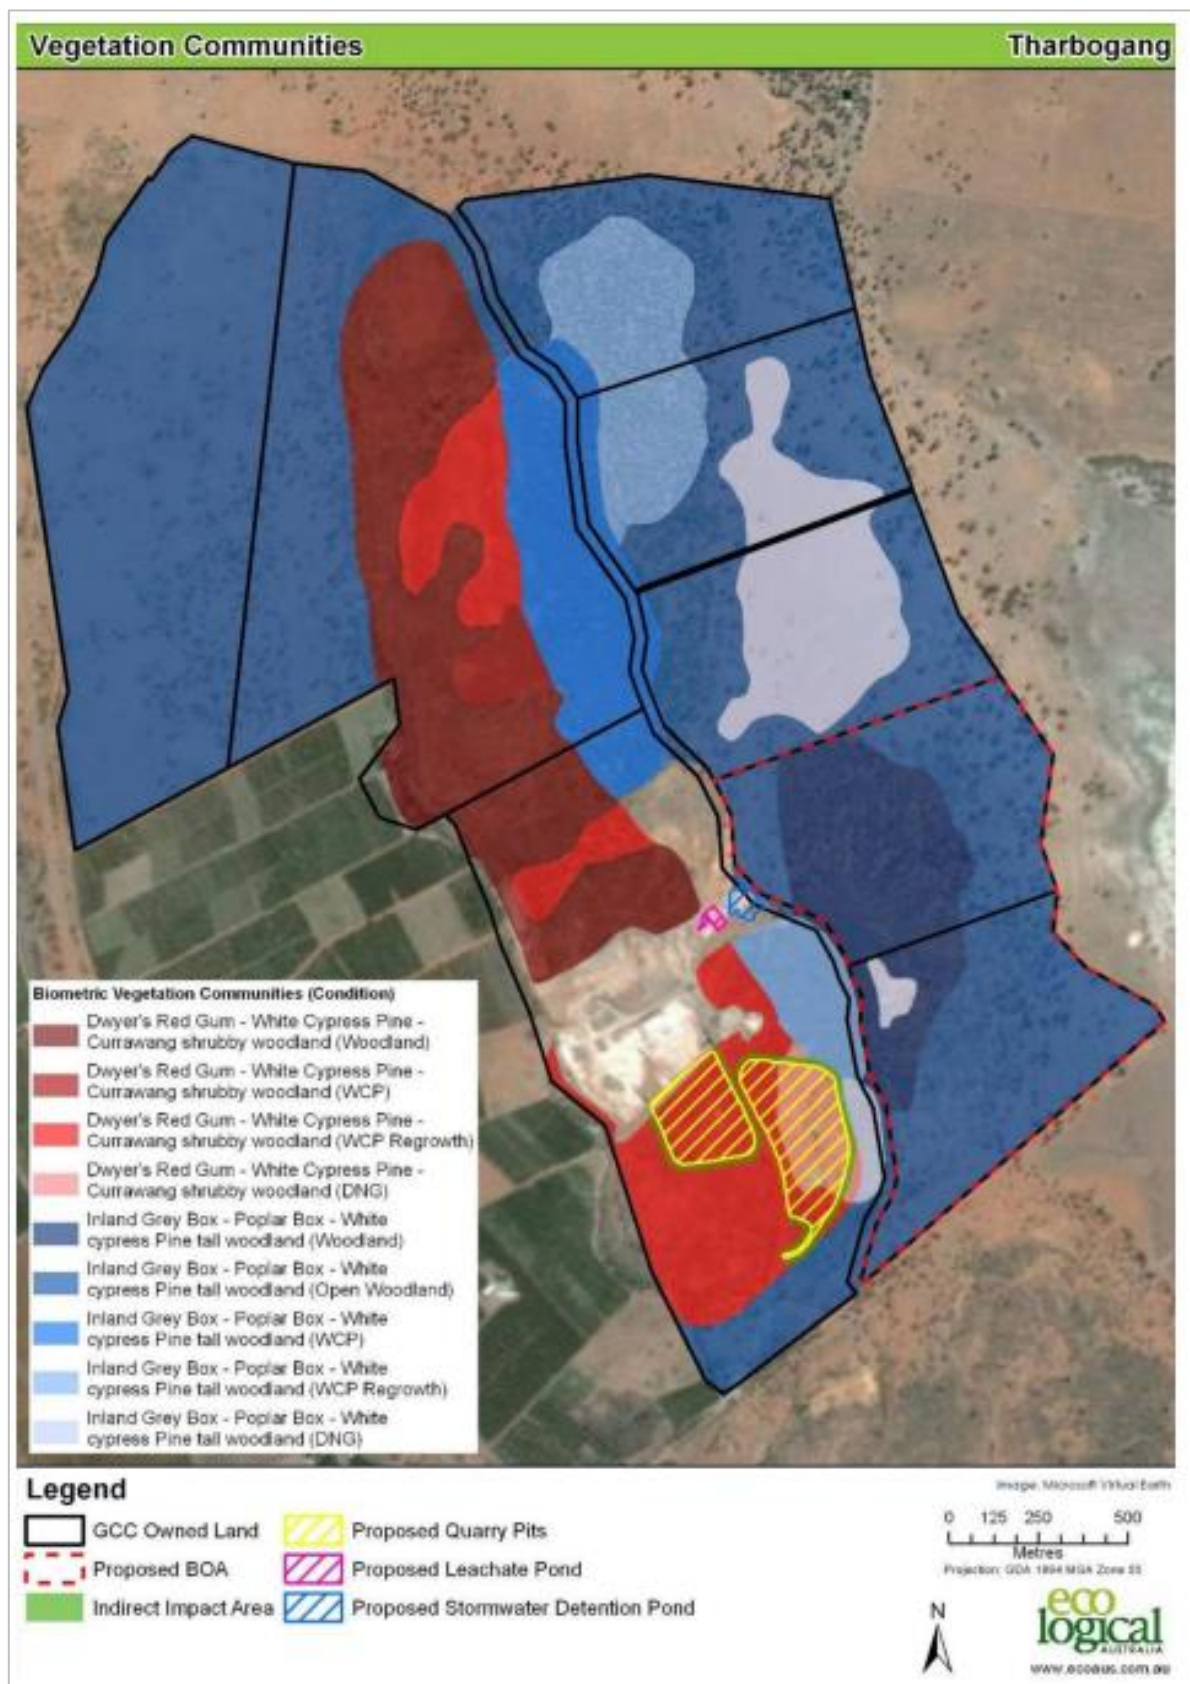 Vegetation Communities Tharbogang
Biometric Vegetation Communities (Condition)
Dwyer's Red Gum - White Cypress Pine -
Currawang shrubby woodland (Woodland)
Dwyer's Red Gum - White Cypress Pine -
Currawang shrubby woodland (WCP)
Dwyer's Red Gum - White Cypress Pine -
Currawang shrubby woodland (WCP Regrowth)
Dwyer's Red Gum - White Cypress Pine -
Currawang shrubby woodland (DNG)
Inland Grey Box - Poplar Box - White
cypress Pine tall woodland (Woodland)
Inland Grey Box - Poplar Box - White
cypress Pine tall woodland (Open Woodland)
Inland Grey Box - Poplar Box - White
cypress Pine tall woodland (WCP)
Inland Grey Box - Poplar Box - White
cypress Pine tall woodland (WCP Regrowth)
Inland Grey Box - Poplar Box - White
cypress Pine tall woodland (DNG)
Legend
GCC Owned Land
Proposed BOA
Indirect Impact Area
Proposed Quarry Pits
Proposed Leachate Pond
Proposed Stormwater Detention Pond
Image: Microsoft Virtual Earth
0 125 250 500
Metres
Projection: GDA 1994 MGA Zone 55
N
eco
logical
AUSTRALIA
www.ecoaus.com.au